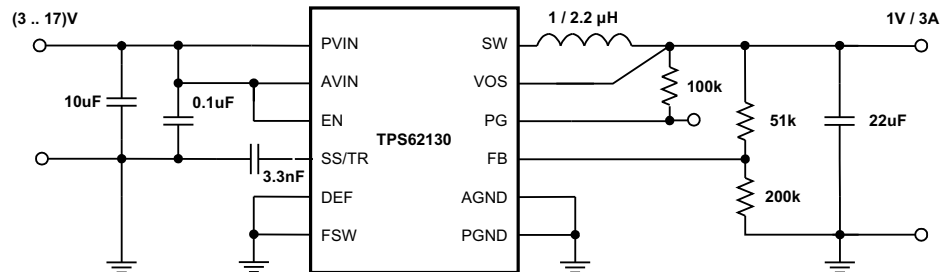 (3 .. 17)V
1 / 2.2 µH
1V / 3A
PVIN
SW
AVIN
VOS
10uF
0.1uF
100k
EN
PG
51k
22uF
TPS62130
SS/TR
FB
3.3nF
DEF
AGND
200k
FSW
PGND